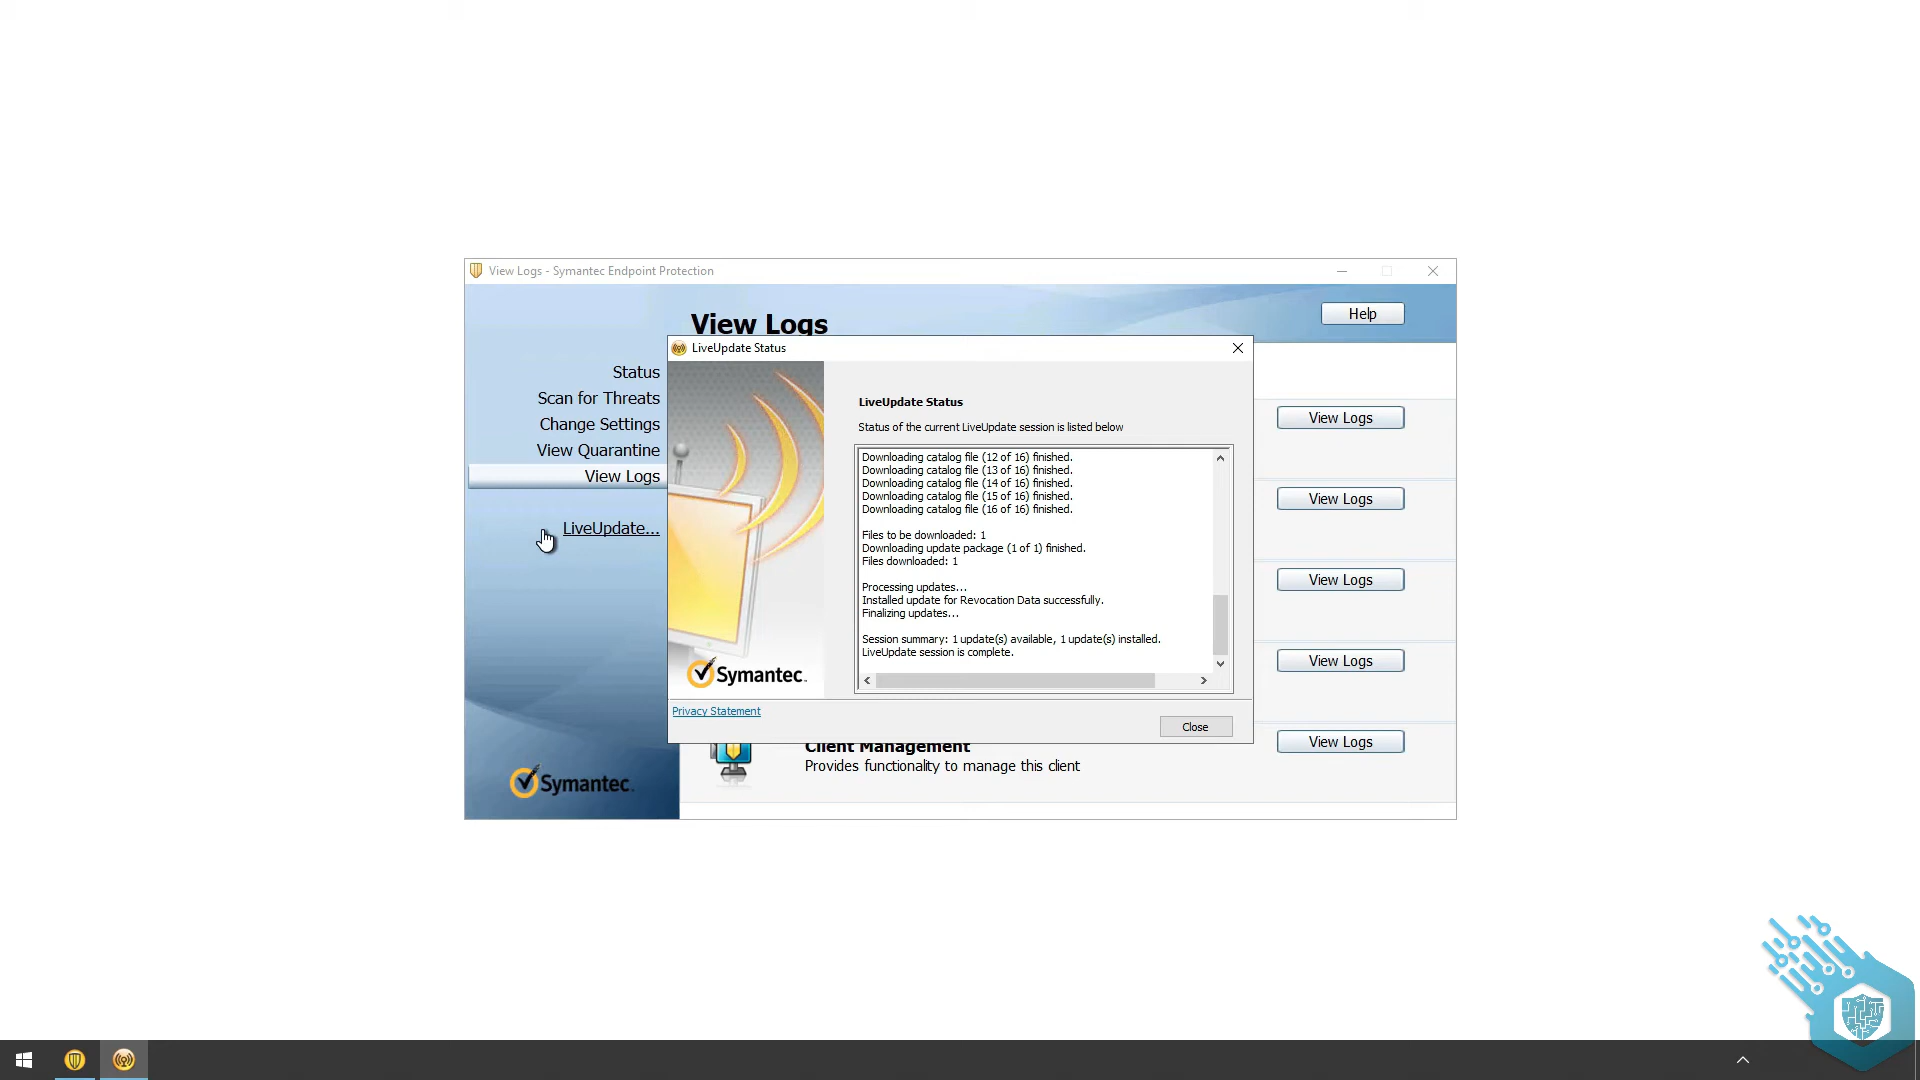 View Logs - Symantec Endpoint Protection
View Logs
Help
Status
Scan for Threats
Change Settings
View Quarantine
View Logs
LiveUpdate...
Symantec.
LiveUpdate Status
LiveUpdate Status
Status of the current LiveUpdate session is listed below
Downloading catalog file (12 of 16) finished.
Downloading catalog file (13 of 16) finished.
Downloading catalog file (14 of 16) finished.
Downloading catalog file (15 of 16) finished.
Downloading catalog file (16 of 16) finished.
Files to be downloaded: 1
Downloading update package (1 of 1) finished.
Files downloaded: 1
Processing updates...
Installed update for Revocation Data successfully.
Finalizing updates...
Session summary: 1 update(s) available, 1 update(s) installed.
LiveUpdate session is complete.
Symantec.
Privacy Statement
Close
View Logs
View Logs
View Logs
View Logs
View Logs
Client Management
Provides functionality to manage this client